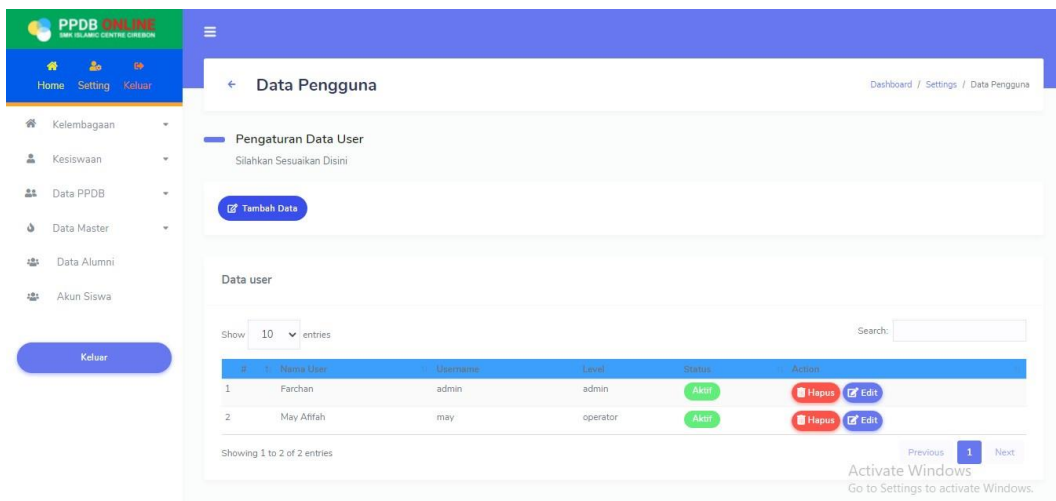 PPDB ONLINE
SMK ISLAMIC CENTRE CIREBON
Home Setting Keluar
Kelembagaan
Kesiswaan
Data PPDB
Data Master
Data Alumni
Akun Siswa
Keluar
Data Pengguna
Dashboard / Settings / Data Pengguna
Pengaturan Data User
Silahkan Sesuaikan Disini
Tambah Data
Data user
Show 10 entries
Search:
# Nama User Username Level Status Action
1 Farchan admin admin Aktif Hapus Edit
2 May Afifah may operator Aktif Hapus Edit
Showing 1 to 2 of 2 entries
Previous 1 Next
Activate Windows
Go to Settings to activate Windows.